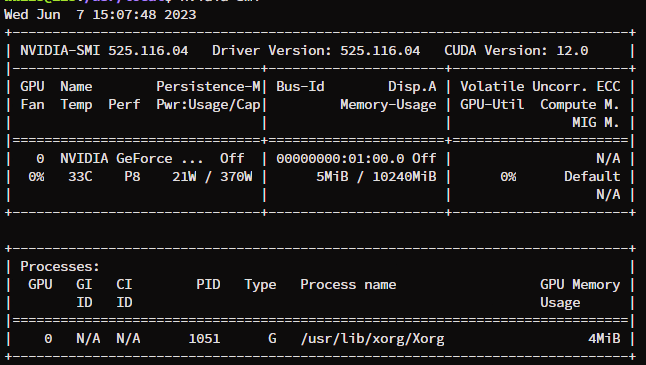 Wed Jun  7 15:07:48 2023
+-----------------------------------------------------------------------------+
| NVIDIA-SMI 525.116.04   Driver Version: 525.116.04   CUDA Version: 12.0     |
|-------------------------------+----------------------+----------------------+
| GPU  Name        Persistence-M| Bus-Id        Disp.A | Volatile Uncorr. ECC |
| Fan  Temp  Perf  Pwr:Usage/Cap|         Memory-Usage | GPU-Util  Compute M. |
|                               |                      |               MIG M. |
|===============================+======================+======================|
|   0  NVIDIA GeForce ...  Off  | 00000000:01:00.0 Off |                  N/A |
|  0%   33C    P8    21W / 370W |      5MiB / 10240MiB |      0%      Default |
|                               |                      |                  N/A |
+-------------------------------+----------------------+----------------------+

+-----------------------------------------------------------------------------+
| Processes:                                                                  |
|  GPU   GI   CI        PID   Type   Process name                  GPU Memory |
|        ID   ID                                                   Usage      |
|=============================================================================|
|    0   N/A  N/A      1051      G   /usr/lib/xorg/Xorg                  4MiB |
+-----------------------------------------------------------------------------+